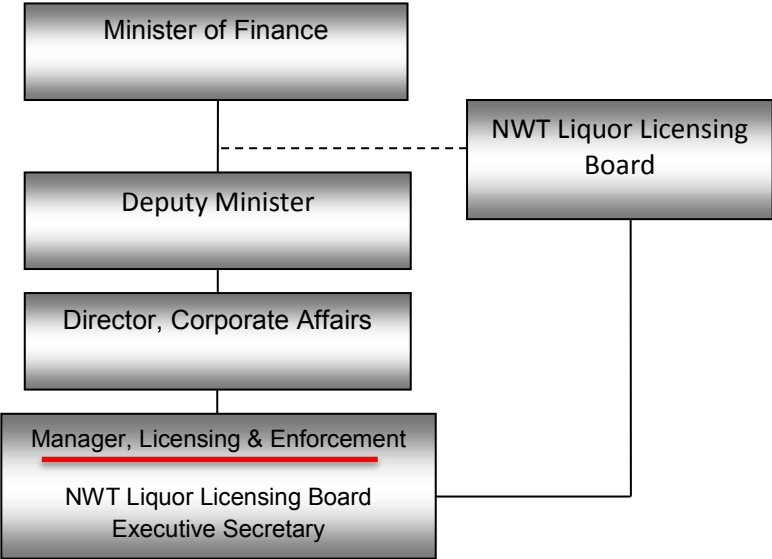 Minister of Finance
NWT Liquor Licensing
Board
Deputy Minister
Director, Corporate Affairs
Manager, Licensing & Enforcement
NWT Liquor Licensing Board
Executive Secretary